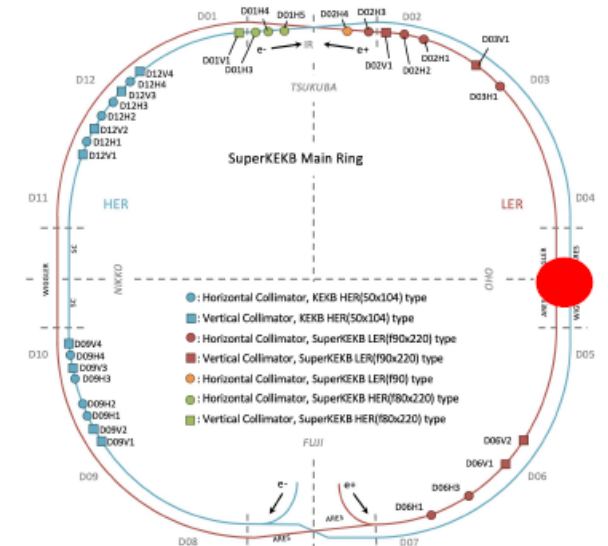 D01
D01H4
D01H5
D02H4
D02H3
D02
D01V1
D01H3
e-
IR
e+
D02V1
D02H2
D02H1
D03V1
D03H1
D03
TSUKUBA
D12
D12V4
D12H4
D12V3
D12H3
D12H2
D12V2
D12H1
D12V1
SuperKEKB Main Ring
D11
HER
LER
D04
WIGGLER
NIKKO
OHO
D10
D05
: Horizontal Collimator, KEKB HER(50x104) type
: Vertical Collimator, KEKB HER(50x104) type
: Horizontal Collimator, SuperKEKB LER(f90x220) type
: Vertical Collimator, SuperKEKB LER(f90x220) type
: Horizontal Collimator, SuperKEKB LER(f90) type
: Horizontal Collimator, SuperKEKB HER(f80x220) type
: Vertical Collimator, SuperKEKB HER(f80x220) type
D09V4
D09H4
D09V3
D09H3
D09H2
D09H1
D09V2
D09V1
D09
FUJI
D06V2
D06V1
D06H3
D06H1
D06
e-
e+
ARES
ARES
D08
D07